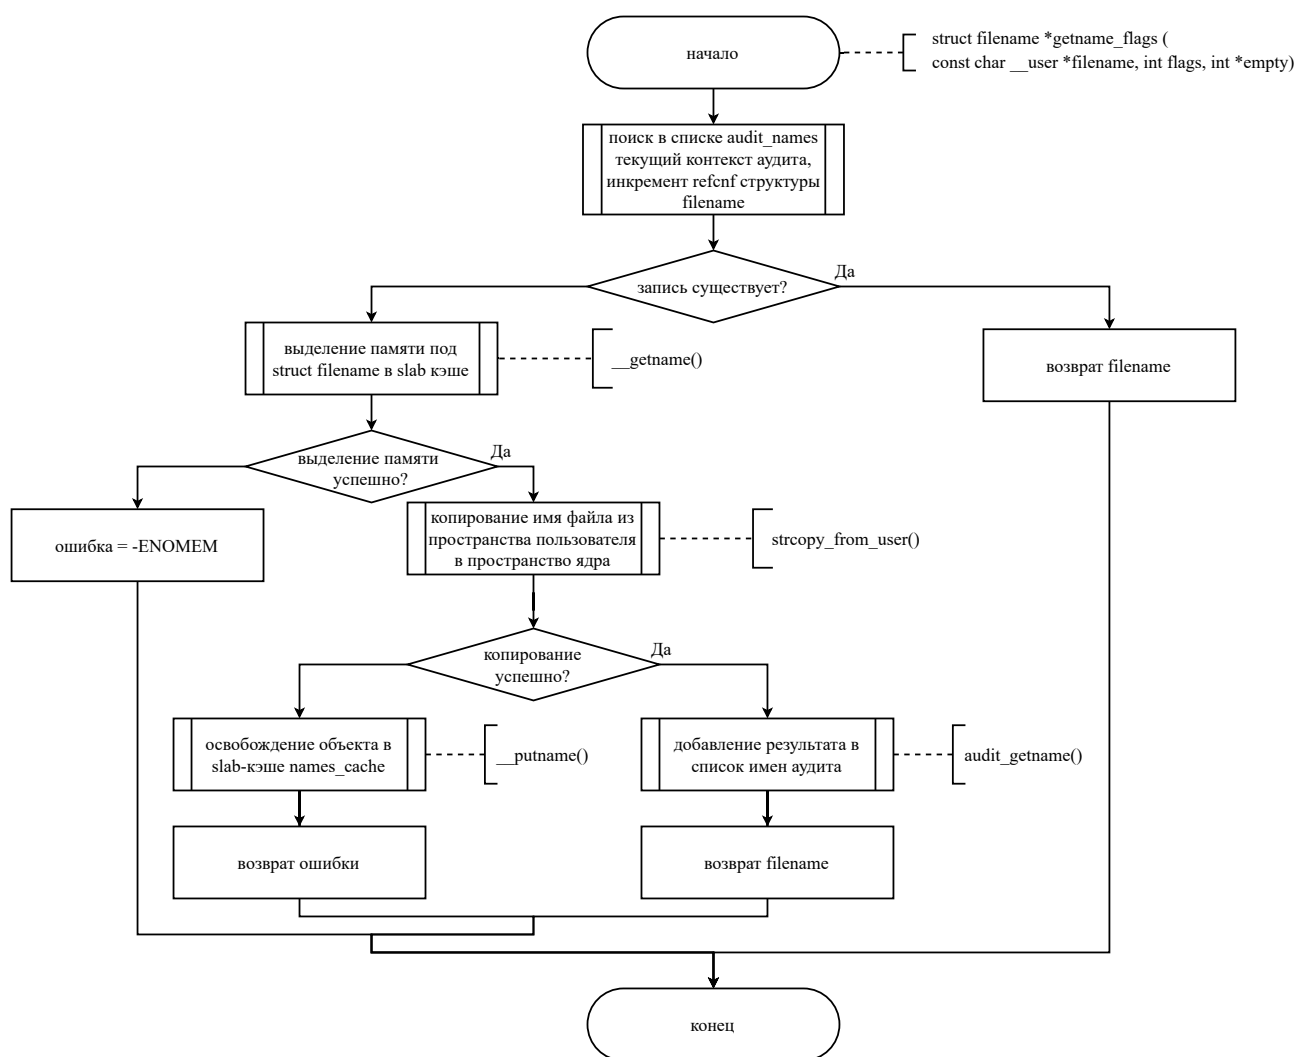 начало
struct filename *getname_flags (
const char __user *filename, int flags, int *empty)
поиск в списке audit_names
текущий контекст аудита,
инкремент refcnf структуры
filename
запись существует?
Да
выделение памяти под
struct filename в slab кэше
__getname()
возврат filename
выделение памяти
успешно?
Да
ошибка = -ENOMEM
копирование имя файла из
пространства пользователя
в пространство ядра
strcopy_from_user()
копирование
успешно?
Да
освобождение объекта в
slab-кэше names_cache
__putname()
добавление результата в
список имен аудита
audit_getname()
возврат ошибки
возврат filename
конец